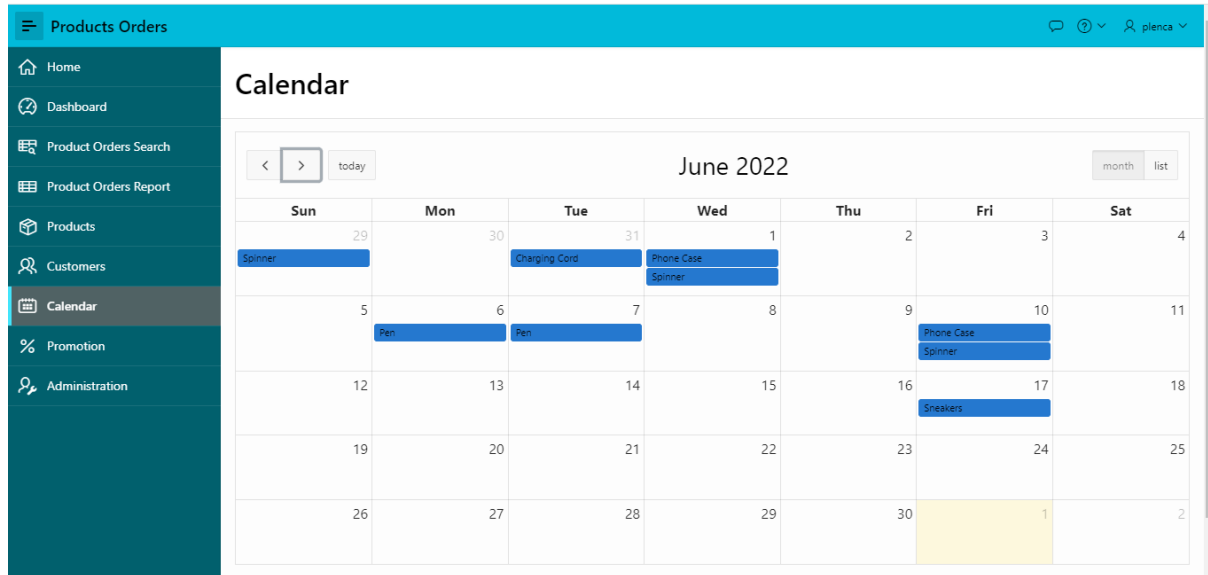 Products Orders
plenca
Home
Dashboard
Product Orders Search
Product Orders Report
Products
Customers
Calendar
Promotion
Administration
Calendar
today
June 2022
month list
Sun Mon Tue Wed Thu Fri Sat
29 30 31 1 2 3 4
Spinner Charging Cord Phone Case
Spinner
5 6 7 8 9 10 11
Pen Pen Phone Case
Spinner
12 13 14 15 16 17 18
Sneakers
19 20 21 22 23 24 25
26 27 28 29 30 1 2